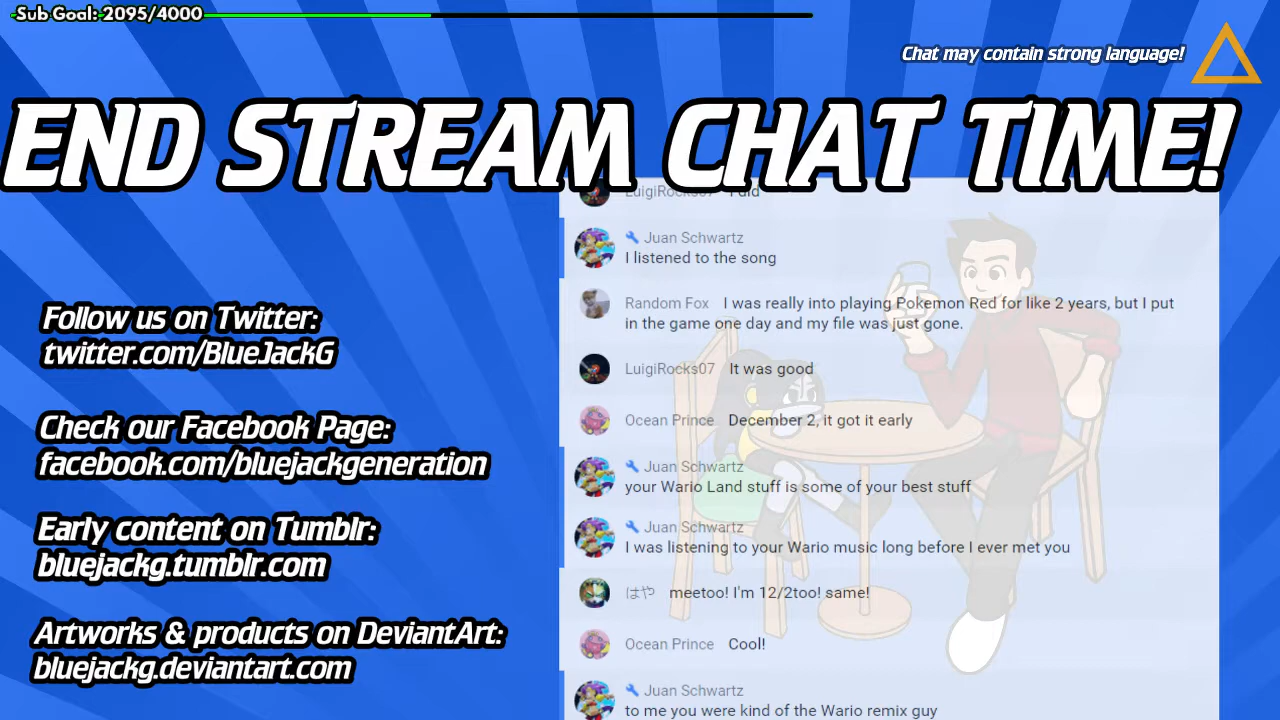 Sub Goal: 2095/4000
Chat may contain strong language!
END STREAM CHAT TIME!
Follow us on Twitter:
twitter.com/BlueJackG
Check our Facebook Page:
facebook.com/bluejackgeneration
Early content on Tumblr:
bluejackg.tumblr.com
Artworks & products on DeviantArt:
bluejackg.deviantart.com
LuigiRocks07 I did
Juan Schwartz
I listened to the song
Random Fox I was really into playing Pokemon Red for like 2 years, but I put
in the game one day and my file was just gone.
LuigiRocks07 It was good
Ocean Prince December 2, it got it early
Juan Schwartz
your Wario Land stuff is some of your best stuff
Juan Schwartz
I was listening to your Wario music long before I ever met you
はや meetoo! I'm 12/2too! same!
Ocean Prince Cool!
Juan Schwartz
to me you were kind of the Wario remix guy